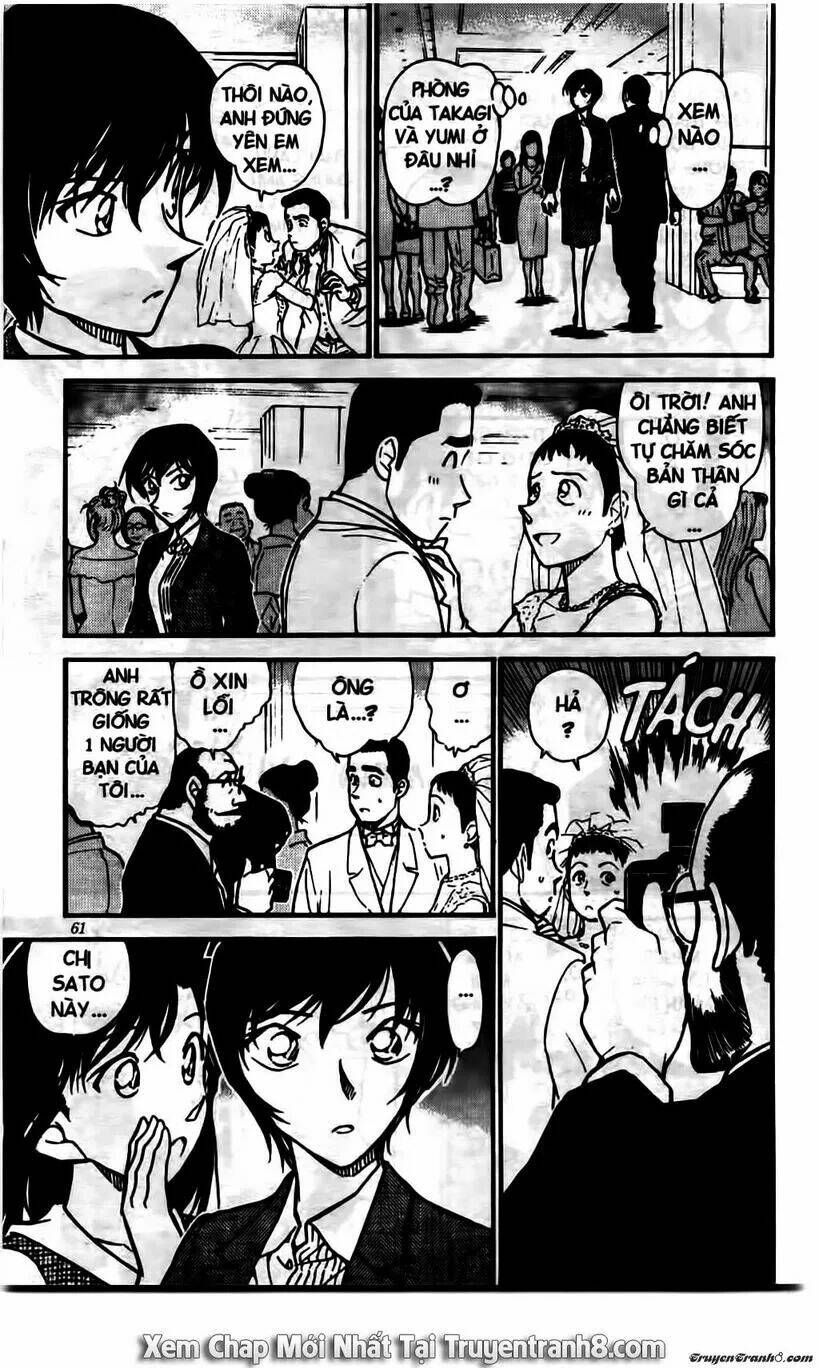 XEM
NÀO
...
PHÒNG
CỦA TAKAGI
VÀ YUMI Ở
ĐÂU NHỈ
...?
THÔI NÀO,
ANH ĐỨNG
YÊN EM
XEM...
ÔI TRỜI! ANH
CHẲNG BIẾT
TỰ CHĂM SÓC
BẢN THÂN
GÌ CẢ
...
TÁCH
HẢ
?
Ơ
...
ÔNG
LÀ...?
Ồ XIN
LỖI
...
ANH
TRÔNG RẤT
GIỐNG
1 NGƯỜI
BẠN CỦA
TÔI...
61
...
CHỊ
SATO
NÀY...
Xem Chap Mới Nhất Tại Truyentranh8.com
TruyenTranh8.com